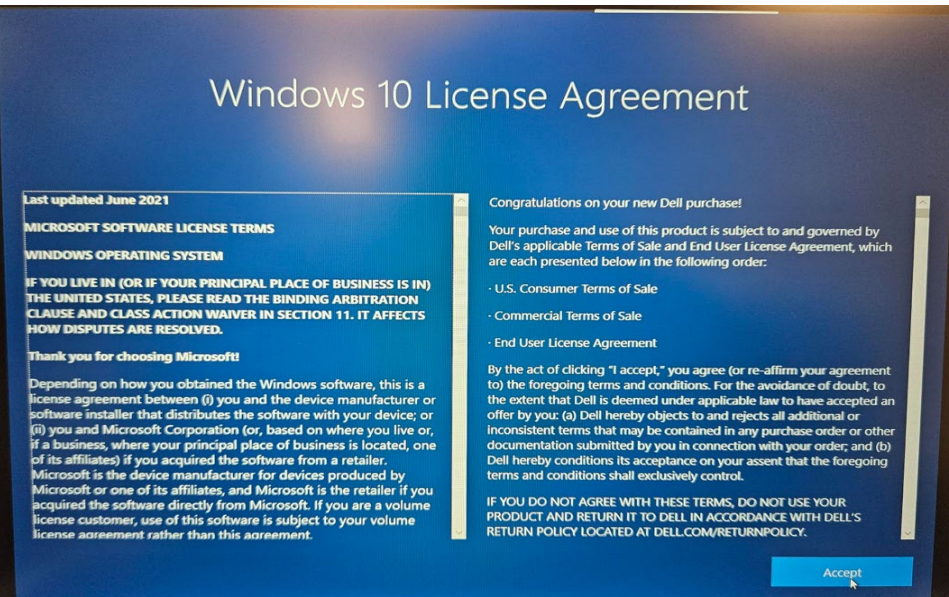 Windows 10 License Agreement
Last updated June 2021
MICROSOFT SOFTWARE LICENSE TERMS
WINDOWS OPERATING SYSTEM
IF YOU LIVE IN (OR IF YOUR PRINCIPAL PLACE OF BUSINESS IS IN)
THE UNITED STATES, PLEASE READ THE BINDING ARBITRATION
CLAUSE AND CLASS ACTION WAIVER IN SECTION 11. IT AFFECTS
HOW DISPUTES ARE RESOLVED.
Thank you for choosing Microsoft!
Depending on how you obtained the Windows software, this is a
license agreement between (i) you and the device manufacturer or
software installer that distributes the software with your device; or
(ii) you and Microsoft Corporation (or, based on where you live or,
if a business, where your principal place of business is located, one
of its affiliates) if you acquired the software from a retailer.
Microsoft is the device manufacturer for devices produced by
Microsoft or one of its affiliates, and Microsoft is the retailer if you
acquired the software directly from Microsoft. If you are a volume
license customer, use of this software is subject to your volume
license agreement rather than this agreement.
Congratulations on your new Dell purchase!
Your purchase and use of this product is subject to and governed by
Dell's applicable Terms of Sale and End User License Agreement, which
are each presented below in the following order:
· U.S. Consumer Terms of Sale
· Commercial Terms of Sale
· End User License Agreement
By the act of clicking "I accept," you agree (or re-affirm your agreement
to) the foregoing terms and conditions. For the avoidance of doubt, to
the extent that Dell is deemed under applicable law to have accepted an
offer by you: (a) Dell hereby objects to and rejects all additional or
inconsistent terms that may be contained in any purchase order or other
documentation submitted by you in connection with your order; and (b)
Dell hereby conditions its acceptance on your assent that the foregoing
terms and conditions shall exclusively control.
IF YOU DO NOT AGREE WITH THESE TERMS, DO NOT USE YOUR
PRODUCT AND RETURN IT TO DELL IN ACCORDANCE WITH DELL'S
RETURN POLICY LOCATED AT DELL.COM/RETURNPOLICY.
Accept